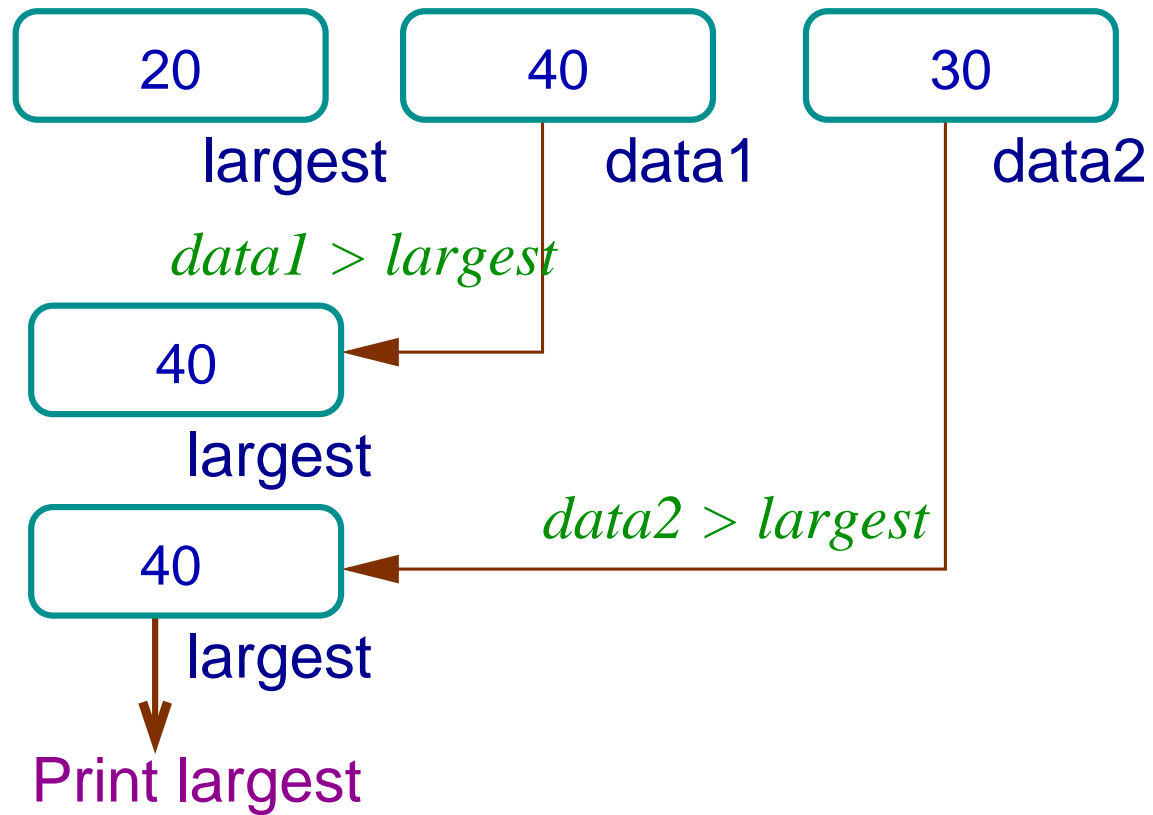 20 40 30
largest data1 data2
data1 > largest
40
largest
data2 > largest
40
largest
Print largest